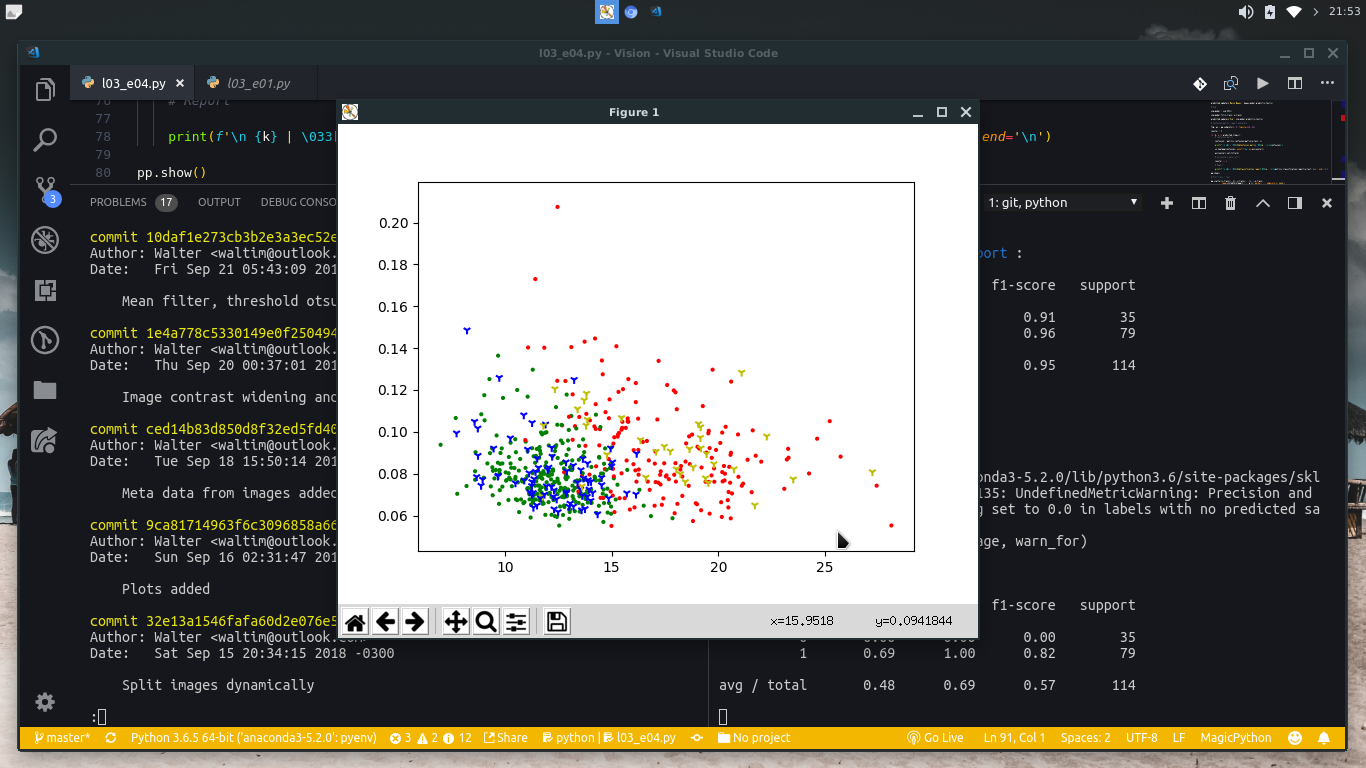 21:53
l03_e04.py - Vision - Visual Studio Code
l03_e04.py
l03_e01.py
76 # Report
77
78 print(f'\n {k} | \033[ end='\n')
79
80 pp.show()
3
PROBLEMS 17 OUTPUT DEBUG CONSO
1: git, python
commit 10daf1e273cb3b2e3a3ec52e
Author: Walter <waltim@outlook.
Date: Fri Sep 21 05:43:09 201
Mean filter, threshold otsu
commit 1e4a778c5330149e0f250494
Author: Walter <waltim@outlook.
Date: Thu Sep 20 00:37:01 201
Image contrast widening and
commit ced14b83d850d8f32ed5fd40
Author: Walter <waltim@outlook.
Date: Tue Sep 18 15:50:14 201
Meta data from images added
commit 9ca81714963f6c3096858a66
Author: Walter <waltim@outlook.
Date: Sun Sep 16 02:31:47 201
Plots added
commit 32e13a1546fafa60d2e076e5
Author: Walter <waltim@outlook.
Date: Sat Sep 15 20:34:15 2018 -0300
Split images dynamically
:
Figure 1
0.20
0.18
0.16
0.14
0.12
0.10
0.08
0.06
10 15 20 25
x=15.9518 y=0.0941844
port :
f1-score support
0.91 35
0.96 79
0.95 114
nda3-5.2.0/lib/python3.6/site-packages/skl
135: UndefinedMetricWarning: Precision and
g set to 0.0 in labels with no predicted sa
age, warn_for)
f1-score support
0.00 35
1 0.69 1.00 0.82 79
avg / total 0.48 0.69 0.57 114
master* Python 3.6.5 64-bit ('anaconda3-5.2.0': pyenv) 3 2 12 Share python | l03_e04.py No project Go Live Ln 91, Col 1 Spaces: 2 UTF-8 LF MagicPython